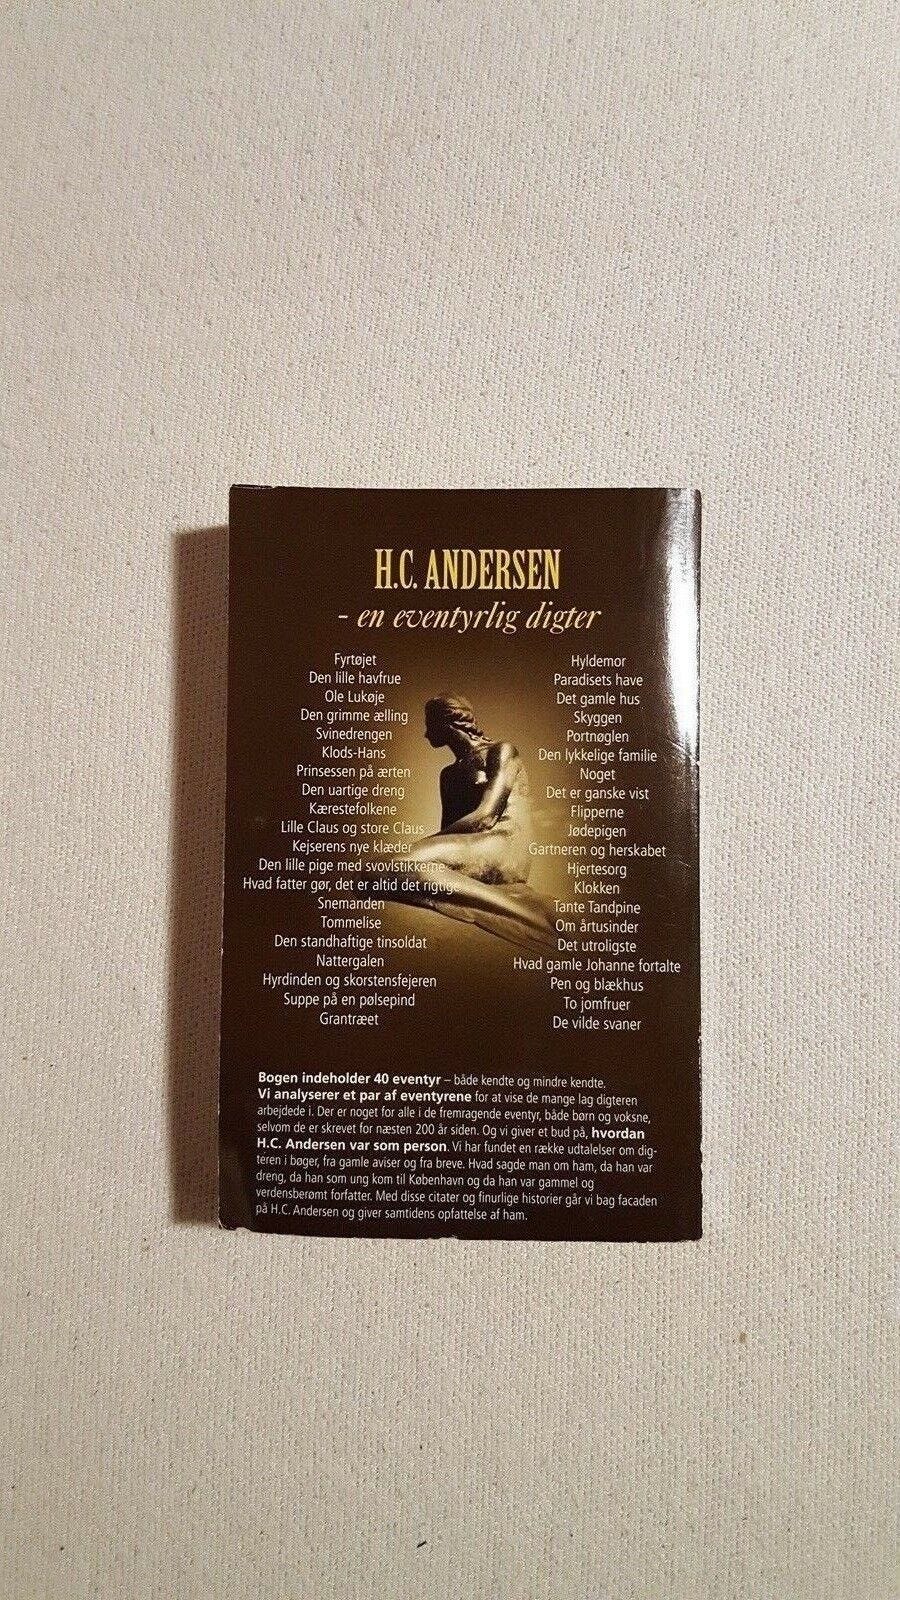 H.C. ANDERSEN
- en eventyrlig digter
Fyrtøjet
Den lille havfrue
Ole Lukøje
Den grimme ælling
Svinedrengen
Klods-Hans
Prinsessen på ærten
Den uartige dreng
Kærestefolkene
Lille Claus og store Claus
Kejserens nye klæder
Den lille pige med svovlstikkerne
Hvad fatter gør, det er altid det rigtige
Snemanden
Tommelise
Den standhaftige tinsoldat
Nattergalen
Hyrdinden og skorstensfejeren
Suppe på en pølsepind
Grantræet
Hyldemor
Paradisets have
Det gamle hus
Skyggen
Portnøglen
Den lykkelige familie
Noget
Det er ganske vist
Flipperne
Jødepigen
Gartneren og herskabet
Hjertesorg
Klokken
Tante Tandpine
Om årtusinder
Det utroligste
Hvad gamle Johanne fortalte
Pen og blækhus
To jomfruer
De vilde svaner
Bogen indeholder 40 eventyr – både kendte og mindre kendte.
Vi analyserer et par af eventyrene for at vise de mange lag digteren
arbejdede i. Der er noget for alle i de fremragende eventyr, både børn og voksne,
selvom de er skrevet for næsten 200 år siden. Og vi giver et bud på, hvordan
H.C. Andersen var som person. Vi har fundet en række udtalelser om dig-
teren i bøger, fra gamle aviser og fra breve. Hvad sagde man om ham, da han var
dreng, da han som ung kom til København og da han var gammel og
verdensberømt forfatter. Med disse citater og finurlige historier går vi bag facaden
på H.C. Andersen og giver samtidens opfattelse af ham.